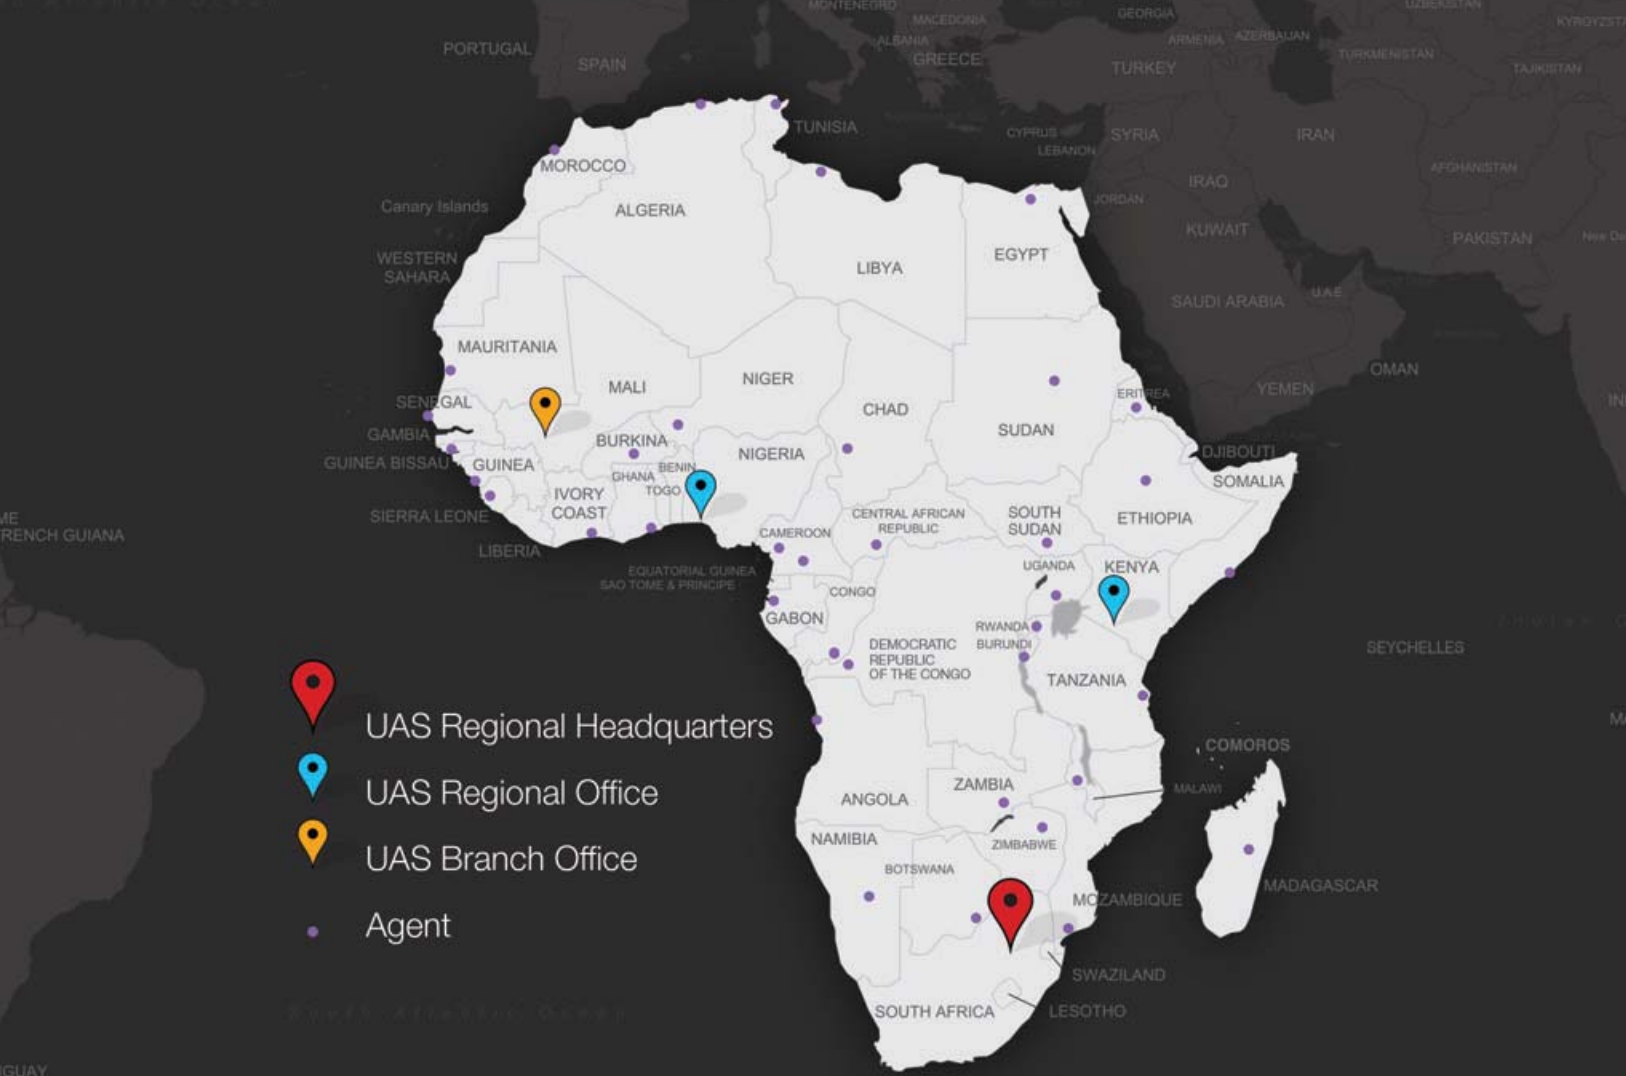 MONTENEGRO
MACEDONIA
ALBANIA
GREECE
GEORGIA
ARMENIA
AZERBAIJAN
UZBEKISTAN
TURKMENISTAN
TAJIKISTAN
PORTUGAL
SPAIN
TURKEY
TUNISIA
CYPRUS
LEBANON
SYRIA
IRAN
AFGHANISTAN
MOROCCO
IRAQ
JORDAN
Canary Islands
ALGERIA
KUWAIT
PAKISTAN
WESTERN
SAHARA
LIBYA
EGYPT
SAUDI ARABIA
U.A.E.
MAURITANIA
MALI
NIGER
CHAD
OMAN
YEMEN
ERITREA
SENEGAL
GAMBIA
GUINEA BISSAU
GUINEA
BURKINA
NIGERIA
SUDAN
DJIBOUTI
SOMALIA
BENIN
GHANA
TOGO
IVORY
COAST
SIERRA LEONE
LIBERIA
CAMEROON
CENTRAL AFRICAN
REPUBLIC
SOUTH
SUDAN
ETHIOPIA
RENCH GUIANA
EQUATORIAL GUINEA
SAO TOME & PRINCIPE
CONGO
GABON
UGANDA
KENYA
RWANDA
BURUNDI
DEMOCRATIC
REPUBLIC
OF THE CONGO
TANZANIA
SEYCHELLES
UAS Regional Headquarters
UAS Regional Office
UAS Branch Office
Agent
COMOROS
ZAMBIA
ANGOLA
MALAWI
NAMIBIA
ZIMBABWE
BOTSWANA
MOZAMBIQUE
MADAGASCAR
SWAZILAND
LESOTHO
SOUTH AFRICA
South Atlantic Ocean